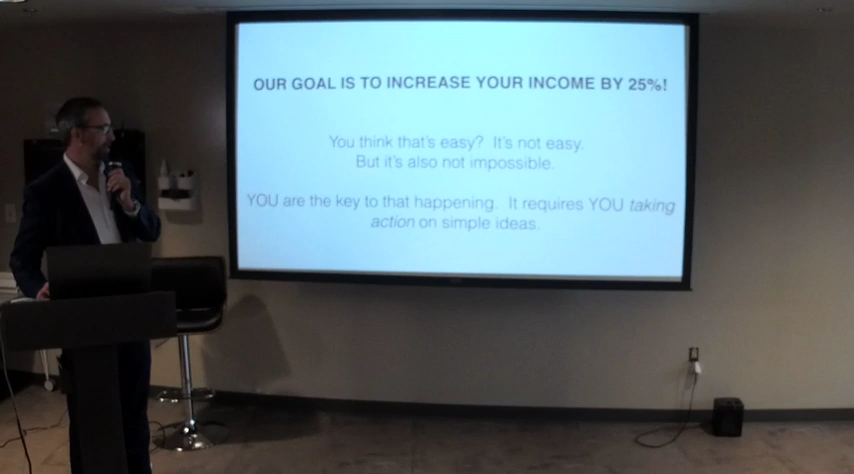 OUR GOAL IS TO INCREASE YOUR INCOME BY 25%!
You think that's easy? It's not easy.
But it's also not impossible.
YOU are the key to that happening. It requires YOU taking
action on simple ideas.